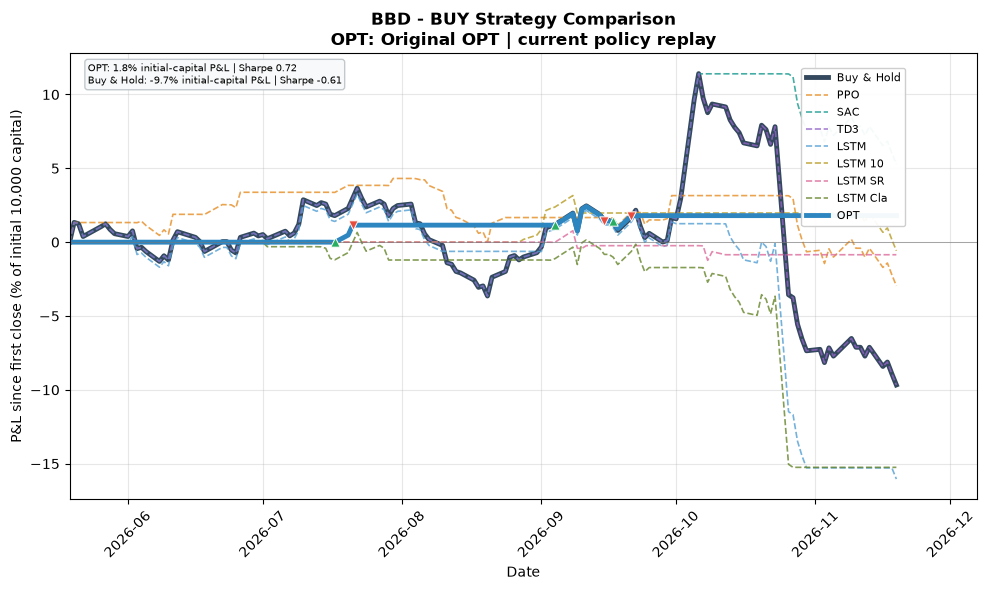 BBD - BUY Strategy Comparison
OPT: Original OPT | current policy replay
OPT: 1.8% initial-capital P&L | Sharpe 0.72
Buy & Hold: -9.7% initial-capital P&L | Sharpe -0.61
Buy & Hold
PPO
SAC
TD3
LSTM
LSTM 10
LSTM SR
LSTM Cla
OPT
P&L since first close (% of initial 10,000 capital)
10
5
0
−5
−10
−15
2026-06
2026-07
2026-08
2026-09
2026-10
2026-11
2026-12
Date